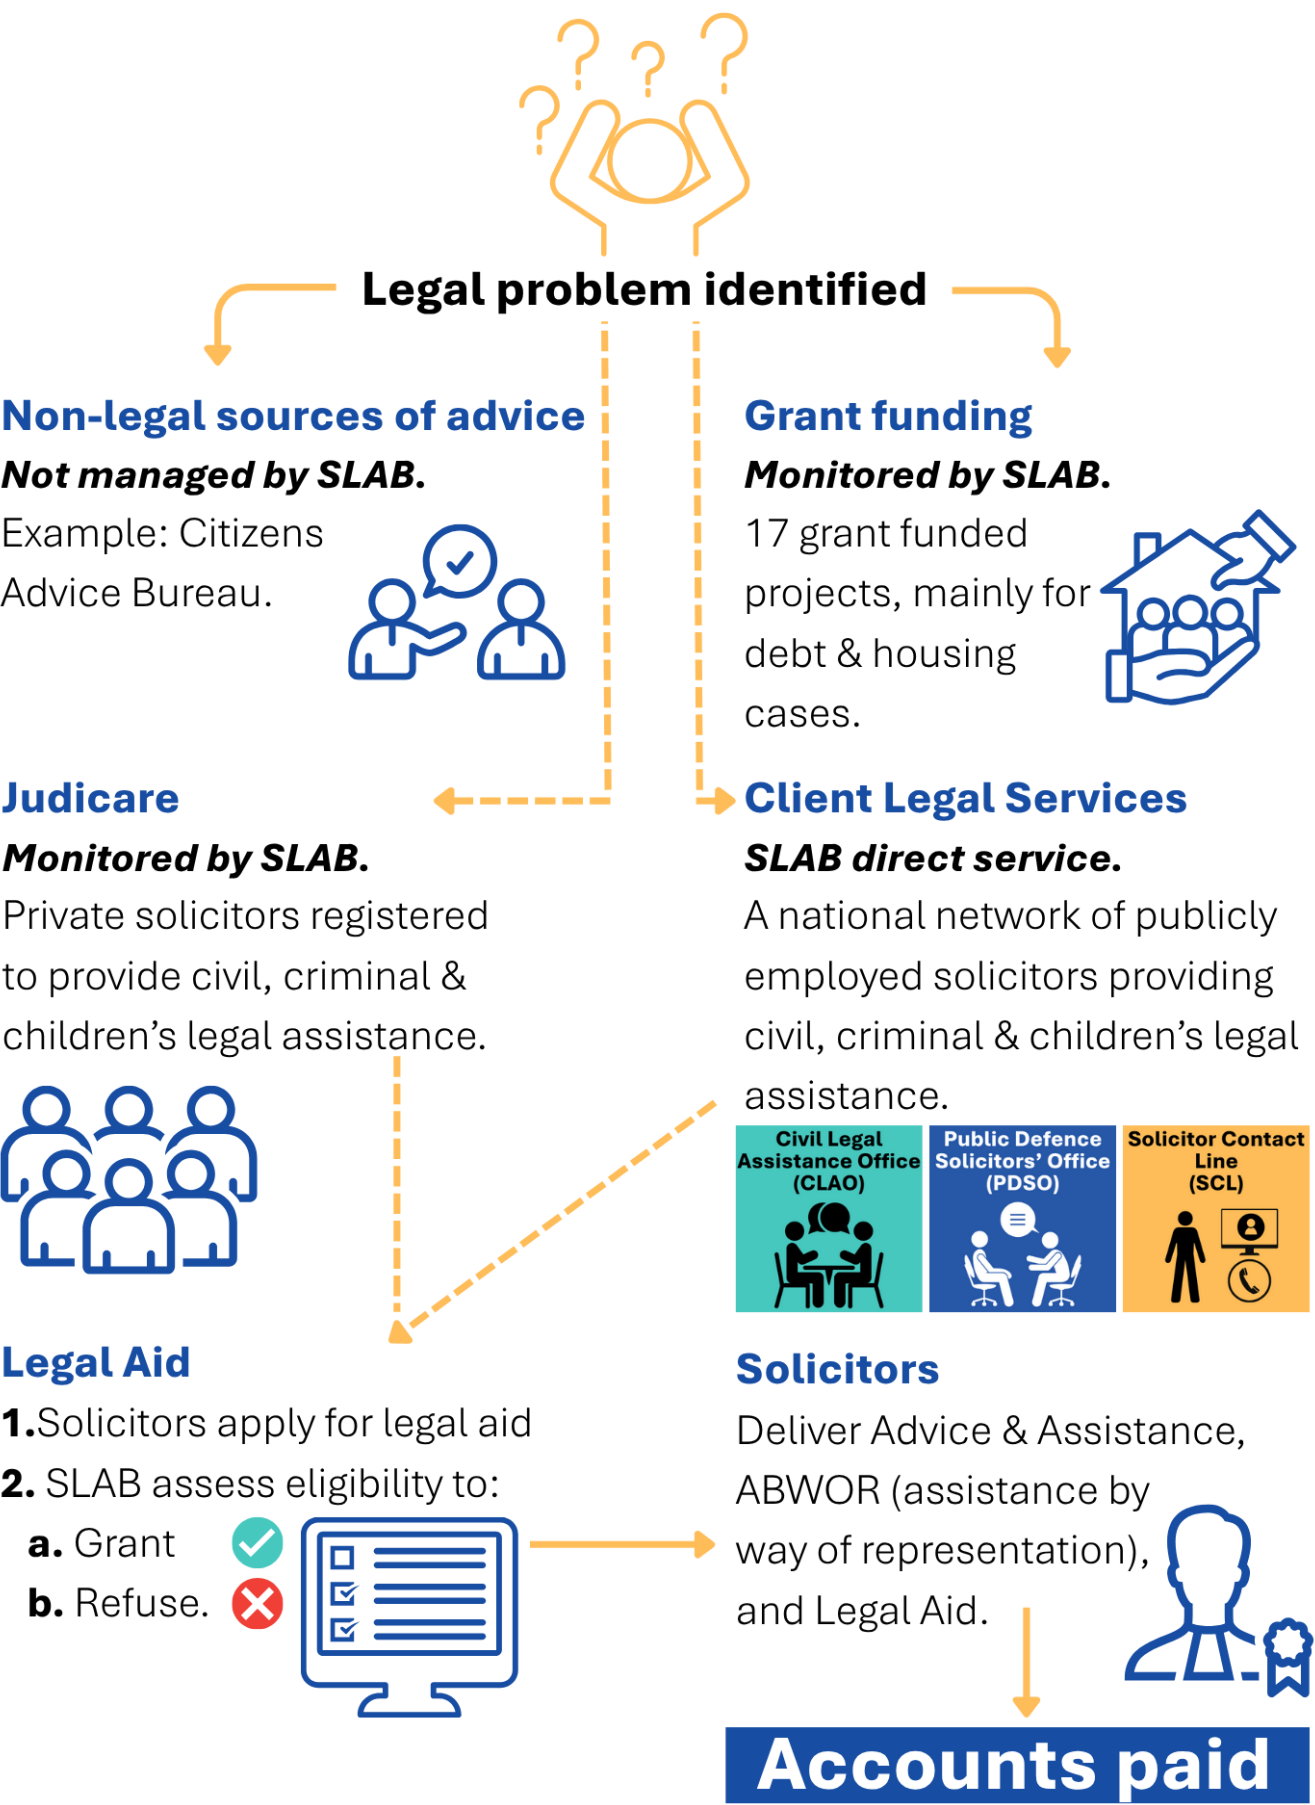 ? ? ? ?
Legal problem identified
Non-legal sources of advice
Not managed by SLAB.
Example: Citizens
Advice Bureau.
Grant funding
Monitored by SLAB.
17 grant funded
projects, mainly for
debt & housing
cases.
Judicare
Monitored by SLAB.
Private solicitors registered
to provide civil, criminal &
children’s legal assistance.
Client Legal Services
SLAB direct service.
A national network of publicly
employed solicitors providing
civil, criminal & children’s legal
assistance.
Civil Legal
Assistance Office
(CLAO)
Public Defence
Solicitors’ Office
(PDSO)
Solicitor Contact
Line
(SCL)
Legal Aid
1.Solicitors apply for legal aid
2. SLAB assess eligibility to:
a. Grant
b. Refuse.
Solicitors
Deliver Advice & Assistance,
ABWOR (assistance by
way of representation),
and Legal Aid.
Accounts paid